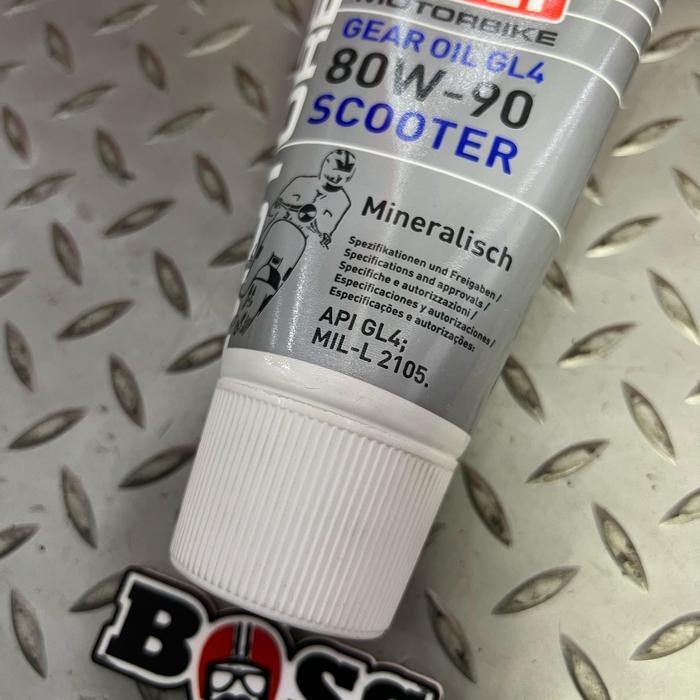 MOTORBIKE
GEAR OIL GL4
80W-90
SCOOTER
Mineralisch
Spezifikationen und Freigaben /
Specifications and approvals /
Specifiche e autorizzazioni /
Especificaciones y autorizaciones /
Especificações e autorizações:
API GL4;
MIL-L 2105.
BOSS